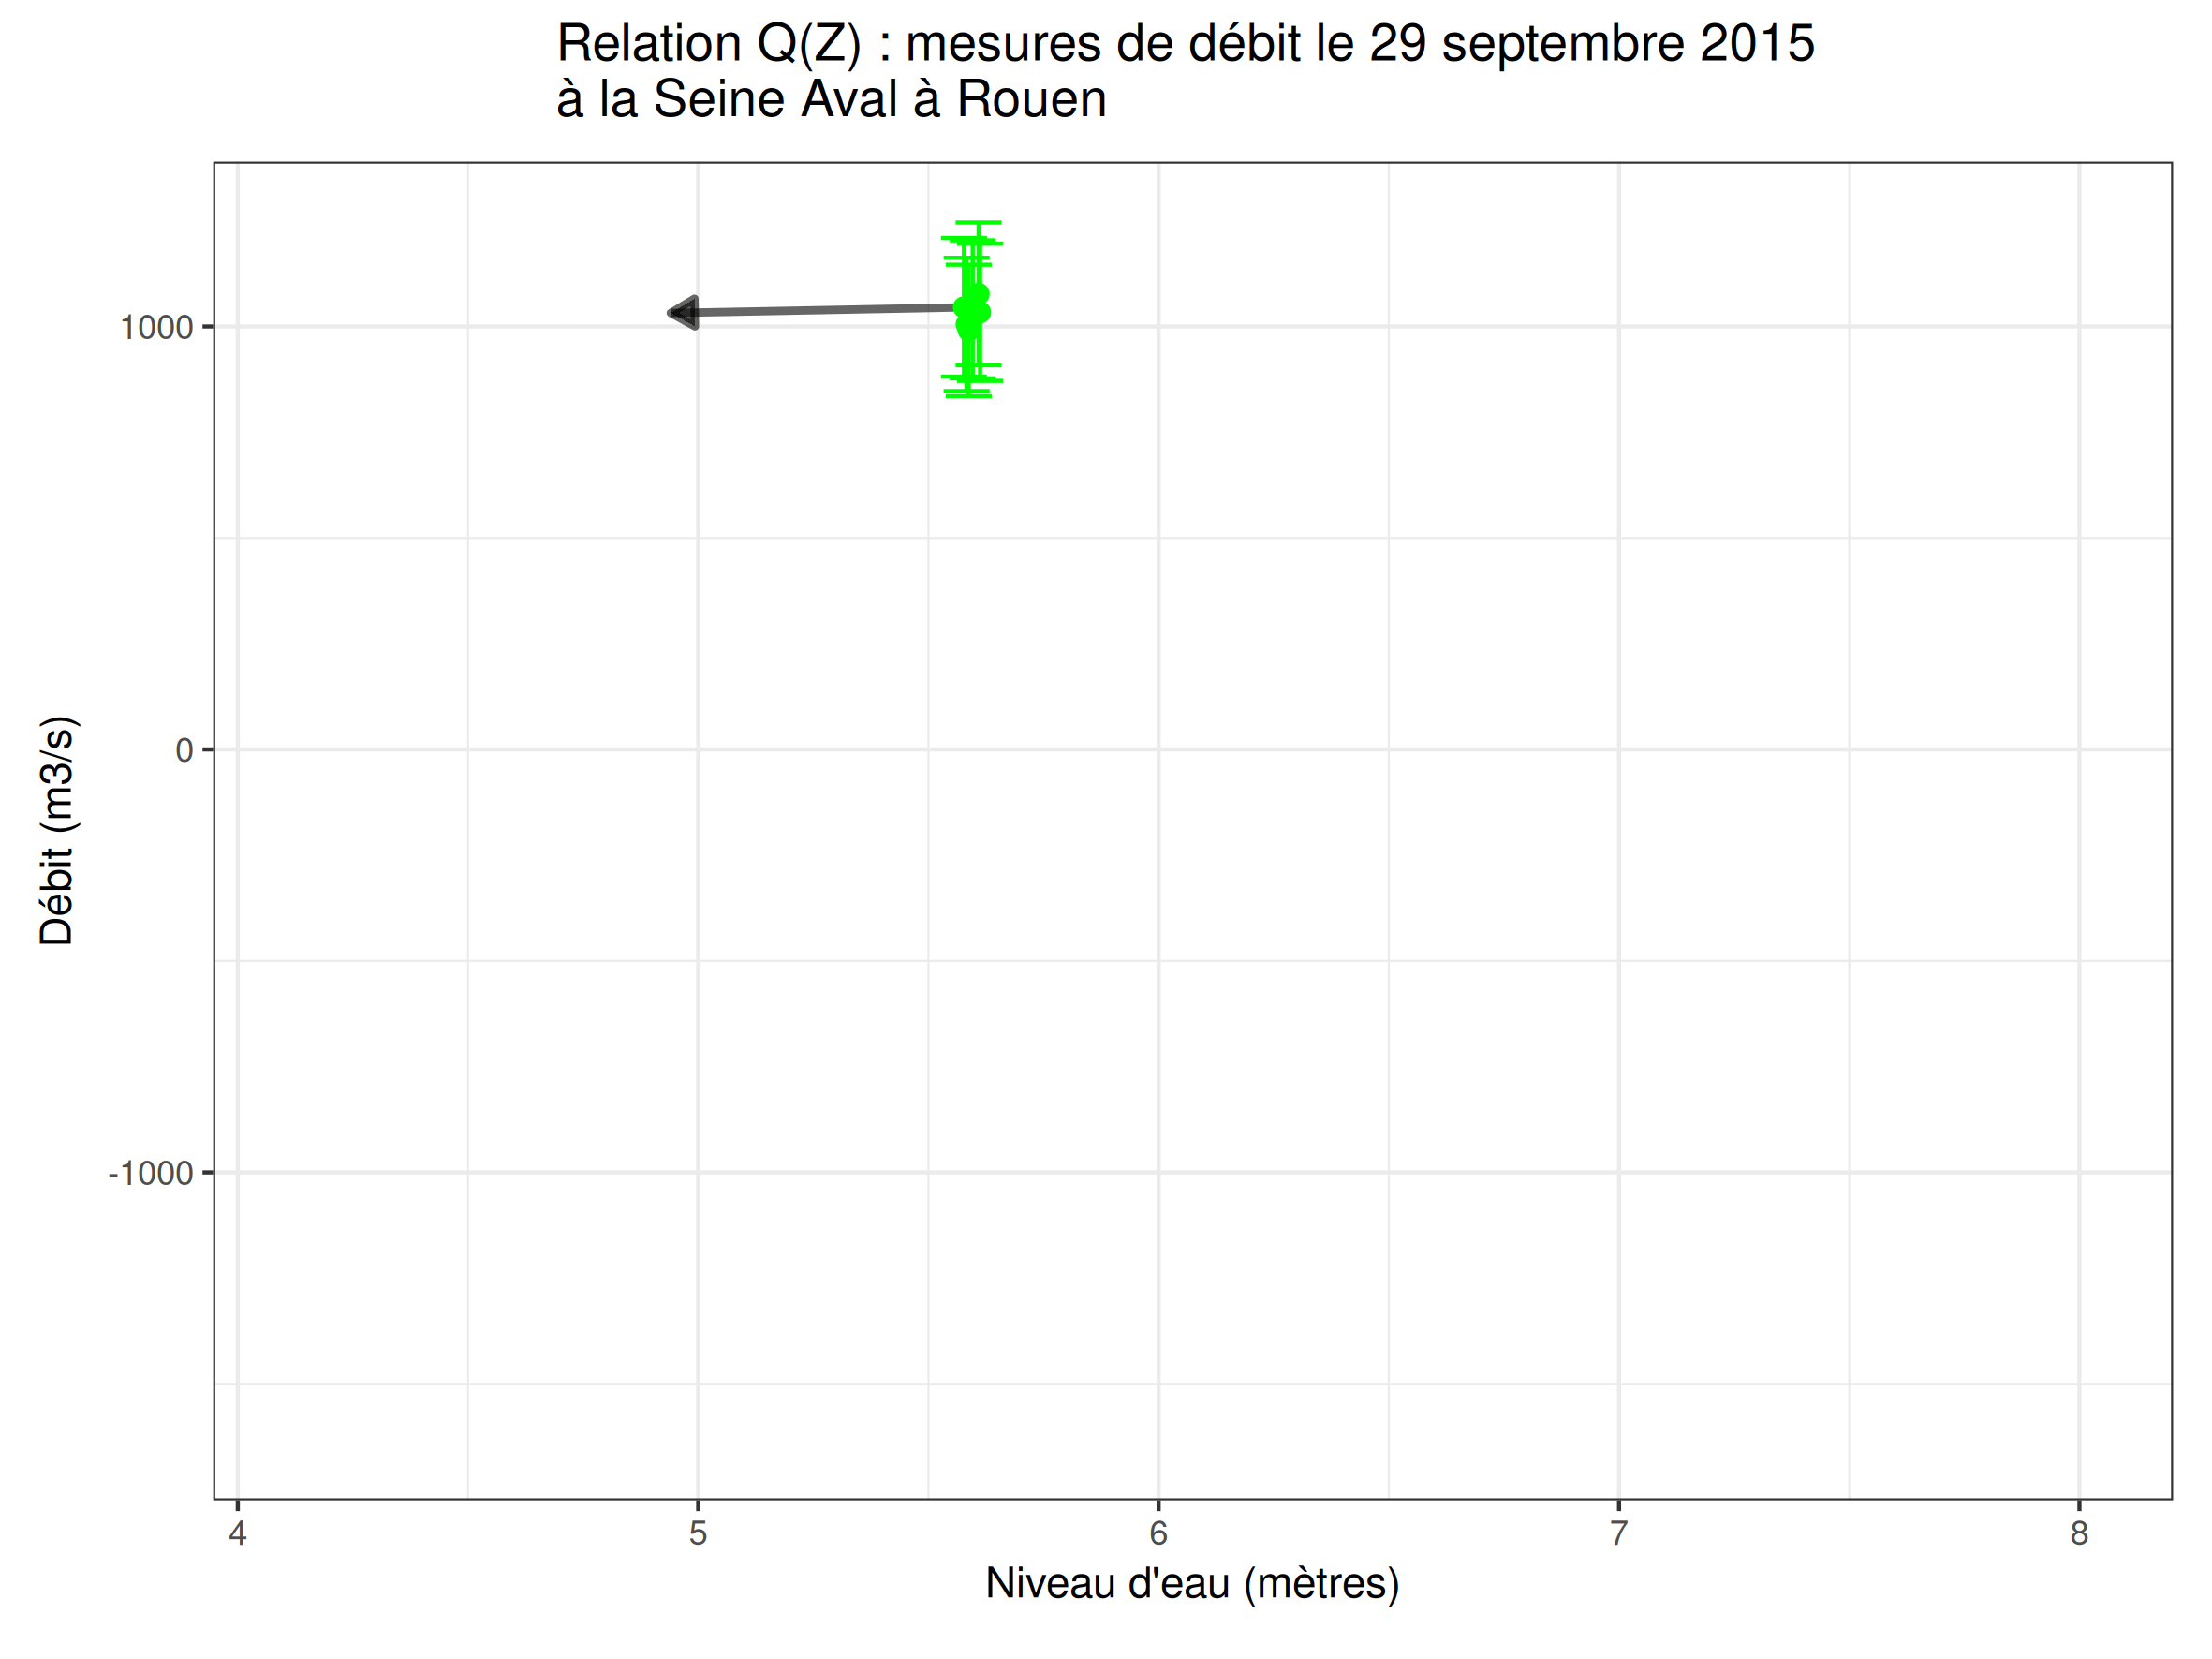 Relation Q(Z) : mesures de débit le 29 septembre 2015
à la Seine Aval à Rouen
1000
0
-1000
Débit (m3/s)
4 5 6 7 8
Niveau d'eau (mètres)